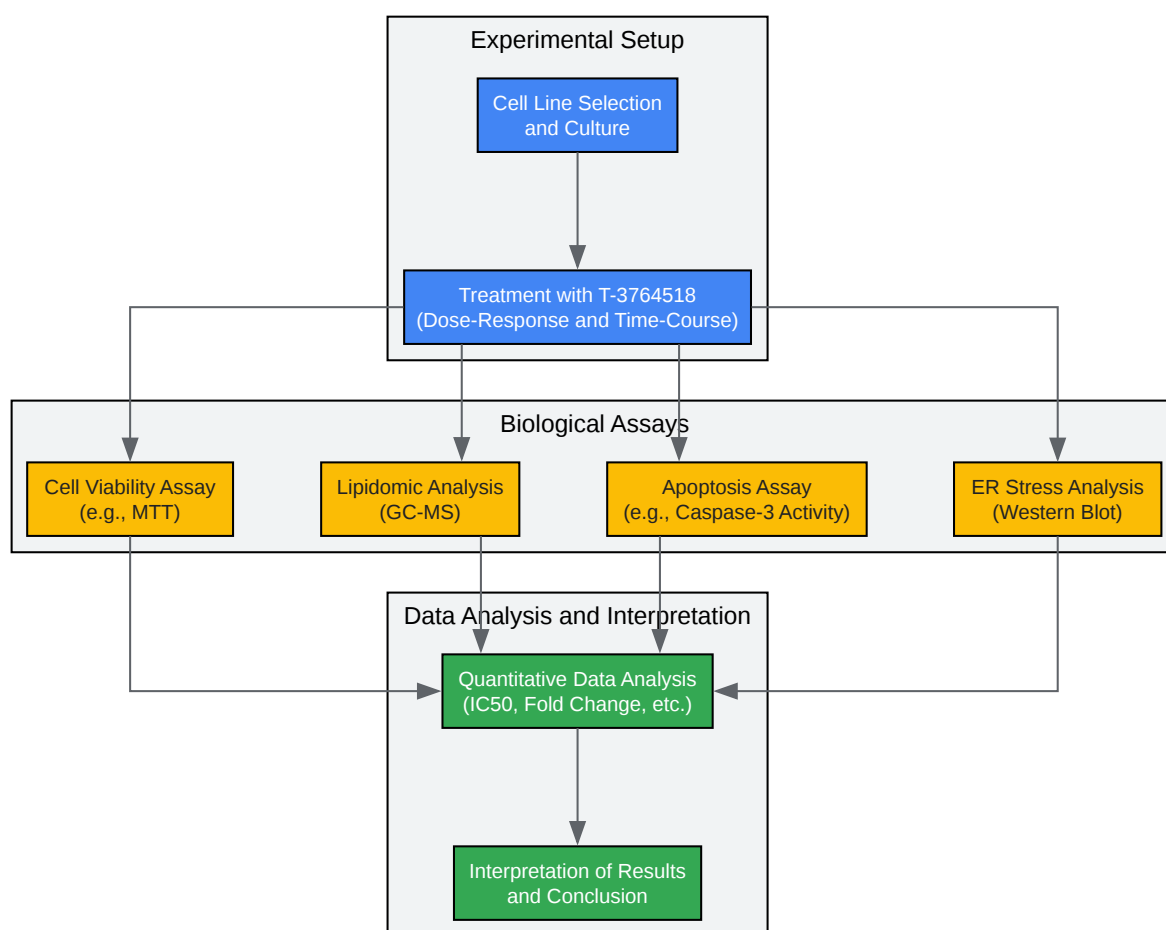 Experimental Setup
Cell Line Selection
and Culture
Treatment with T-3764518
(Dose-Response and Time-Course)
Biological Assays
Cell Viability Assay
(e.g., MTT)
Lipidomic Analysis
(GC-MS)
Apoptosis Assay
(e.g., Caspase-3 Activity)
ER Stress Analysis
(Western Blot)
Data Analysis and Interpretation
Quantitative Data Analysis
(IC50, Fold Change, etc.)
Interpretation of Results
and Conclusion